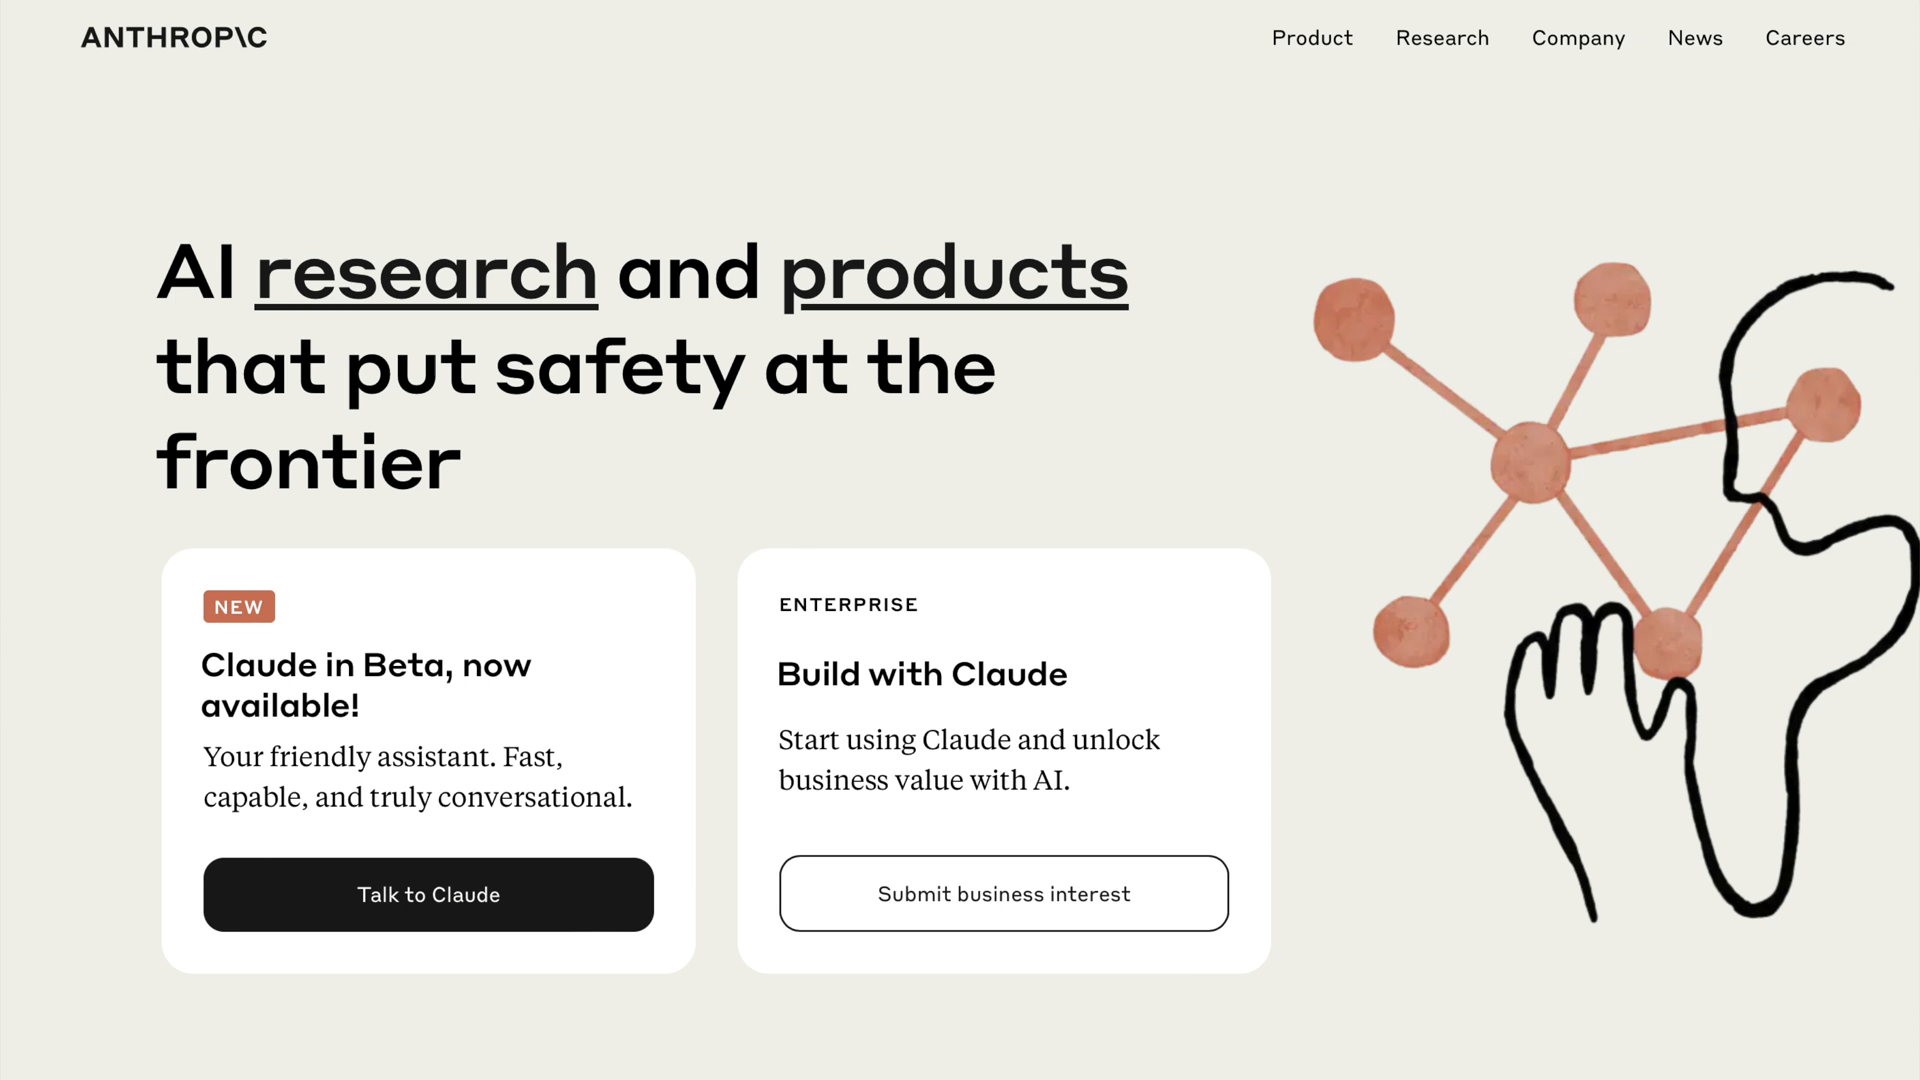 ANTHROP\C
Product Research Company News Careers
AI research and products
that put safety at the
frontier
NEW
Claude in Beta, now
available!
Your friendly assistant. Fast,
capable, and truly conversational.
Talk to Claude
ENTERPRISE
Build with Claude
Start using Claude and unlock
business value with AI.
Submit business interest